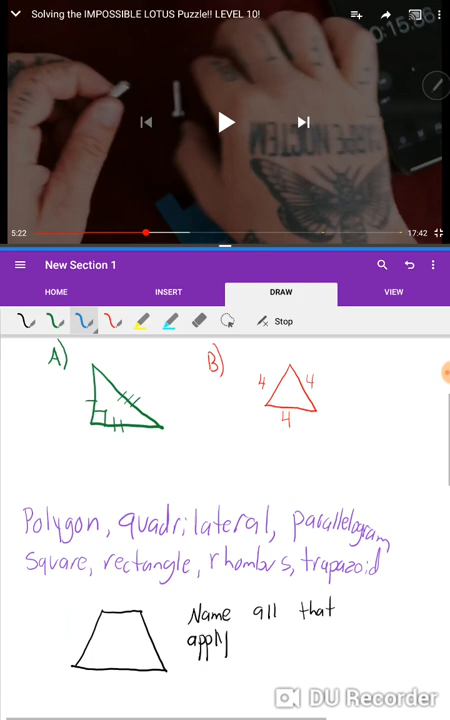 Solving the IMPOSSIBLE LOTUS Puzzle!! LEVEL 10!
5:22
17:42
New Section 1
HOME INSERT DRAW VIEW
Stop
A) B)
4 4
4
Polygon, quadrilateral, parallelogram
Square, rectangle, rhombus, trapazoid
Name all that
apply
DU Recorder